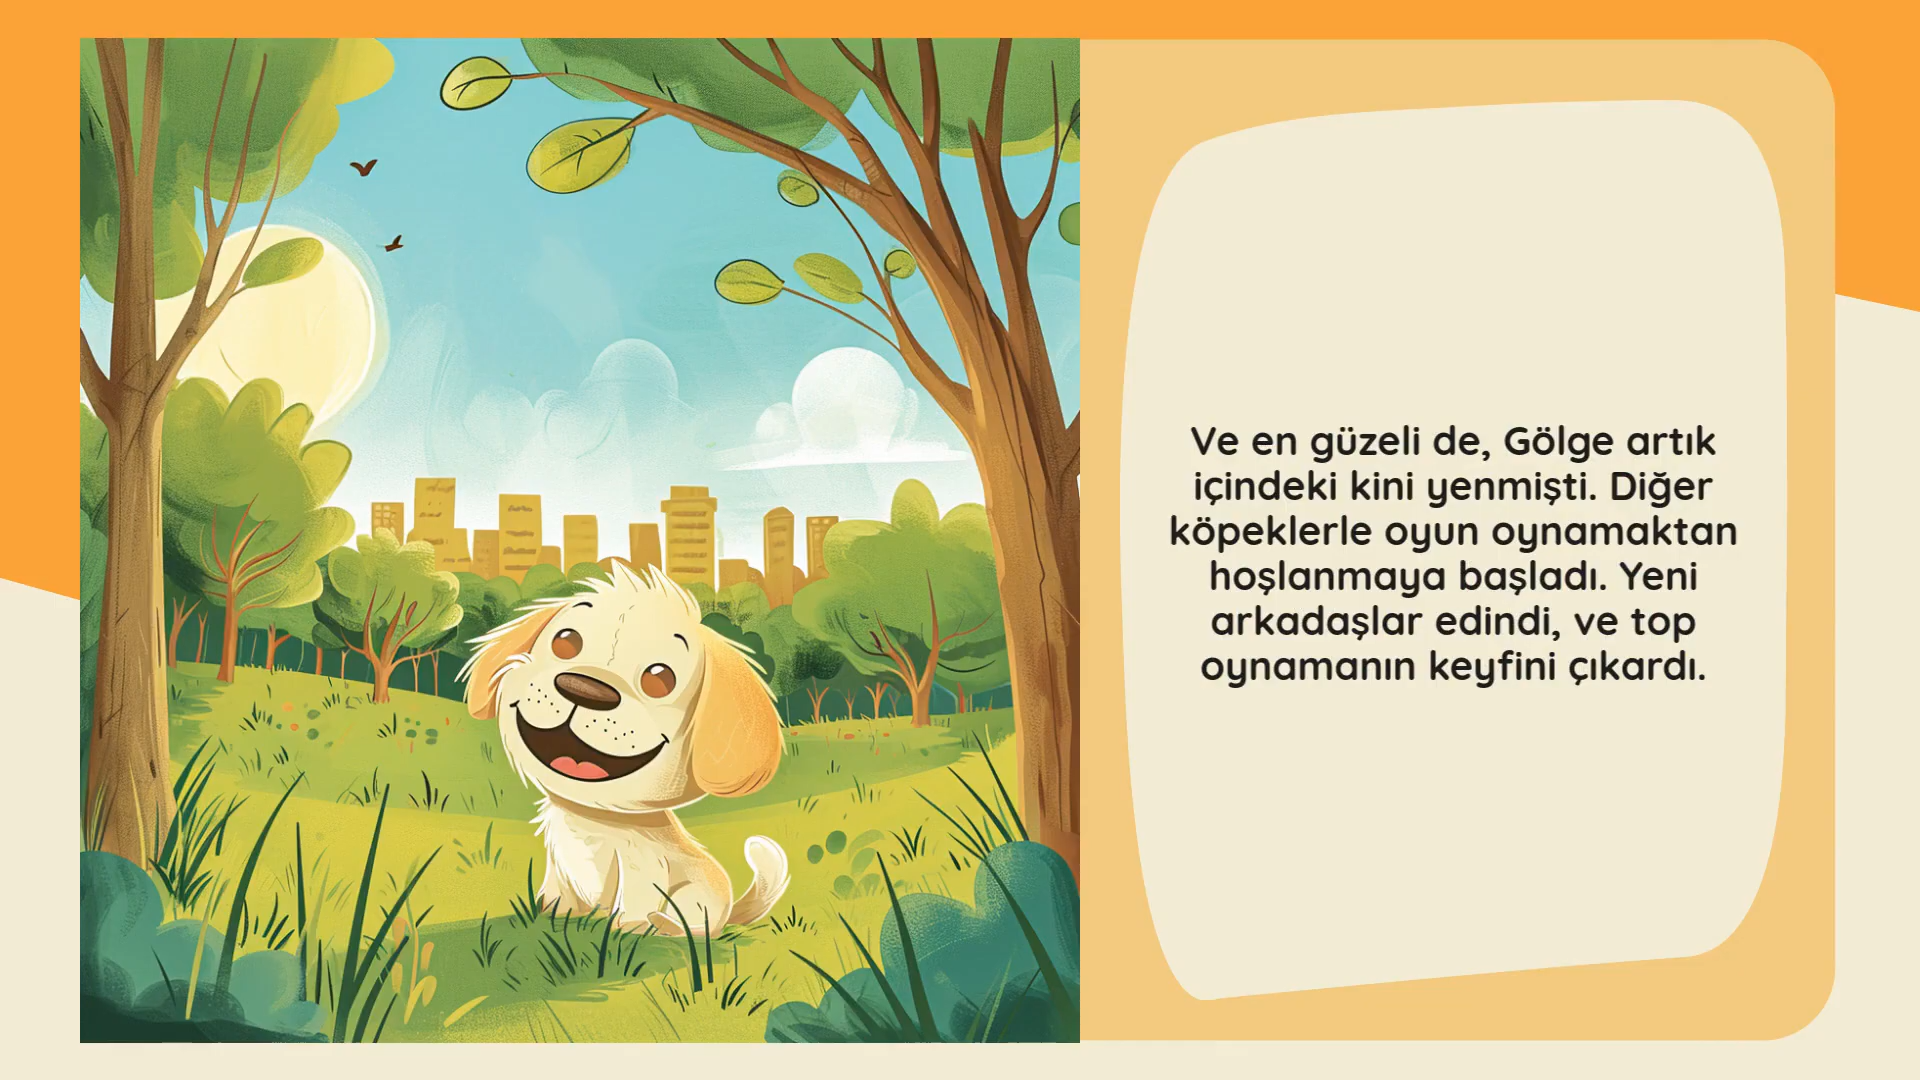 Ve en güzeli de, Gölge artık
içindeki kini yenmişti. Diğer
köpeklerle oyun oynamaktan
hoşlanmaya başladı. Yeni
arkadaşlar edindi, ve top
oynamanın keyfini çıkardı.